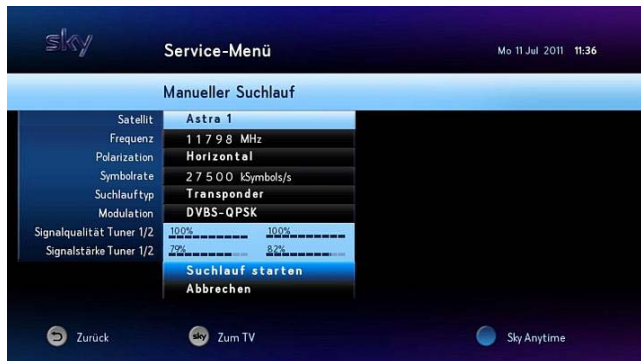 sky Service-Menü Mo 11 Jul 2011 11:36
Manueller Suchlauf
Satellit Astra 1
Frequenz 11798 MHz
Polarization Horizontal
Symbolrate 27500 kSymbols/s
Suchlauftyp Transponder
Modulation DVBS-QPSK
Signalqualität Tuner 1/2 100% 100%
Signalstärke Tuner 1/2 79% 82%
Suchlauf starten
Abbrechen
Zurück sky Zum TV Sky Anytime